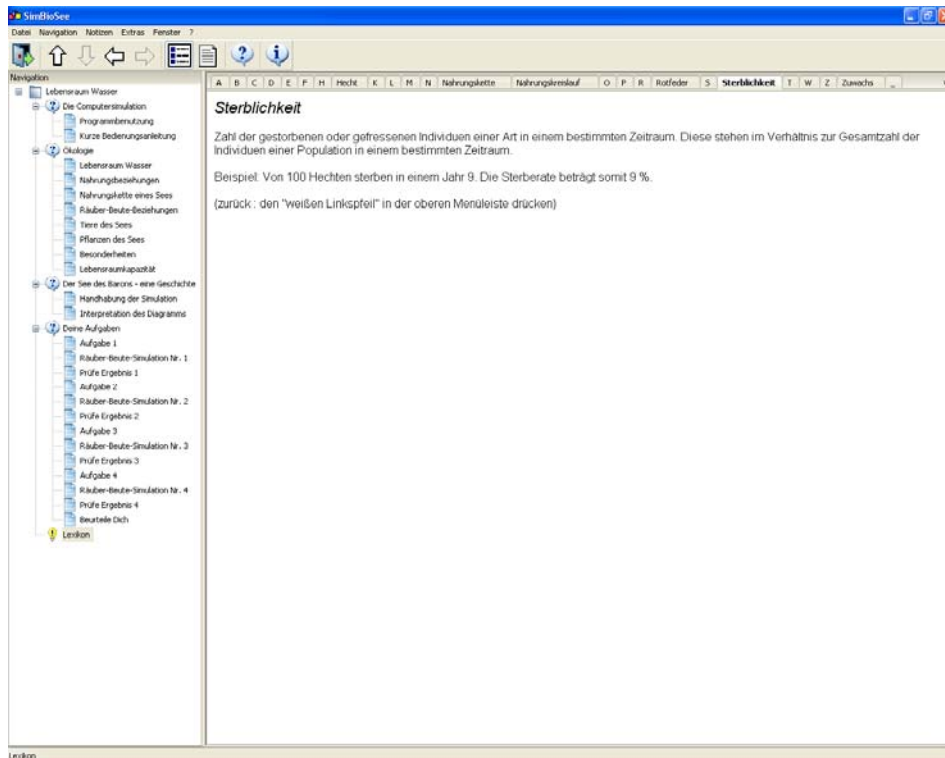 SimBioSee
Datei Navigation Notizen Extras Fenster ?
Navigation
Lebensraum Wasser
Die Computersimulation
Programmbenutzung
Kurze Bedienungsanleitung
Ökologie
Lebensraum Wasser
Nahrungsbeziehungen
Nahrungskette eines Sees
Räuber-Beute-Beziehungen
Tiere des Sees
Pflanzen des Sees
Besonderheiten
Lebensraumkapazität
Der See des Barons - eine Geschichte
Handhabung der Simulation
Interpretation des Diagramms
Deine Aufgaben
Aufgabe 1
Räuber-Beute-Simulation Nr. 1
Prüfe Ergebnis 1
Aufgabe 2
Räuber-Beute-Simulation Nr. 2
Prüfe Ergebnis 2
Aufgabe 3
Räuber-Beute-Simulation Nr. 3
Prüfe Ergebnis 3
Aufgabe 4
Räuber-Beute-Simulation Nr. 4
Prüfe Ergebnis 4
Beurteile Dich
Lexikon
A B C D E F H Hecht K L M N Nahrungskette Nahrungskreislauf O P R Rotfeder S Sterblichkeit T W Z Zuwachs _
Sterblichkeit
Zahl der gestorbenen oder gefressenen Individuen einer Art in einem bestimmten Zeitraum. Diese stehen im Verhältnis zur Gesamtzahl der
Individuen einer Population in einem bestimmten Zeitraum.
Beispiel: Von 100 Hechten sterben in einem Jahr 9. Die Sterberate beträgt somit 9 %.
(zurück : den "weißen Linkspfeil" in der oberen Menüleiste drücken)
Lexikon